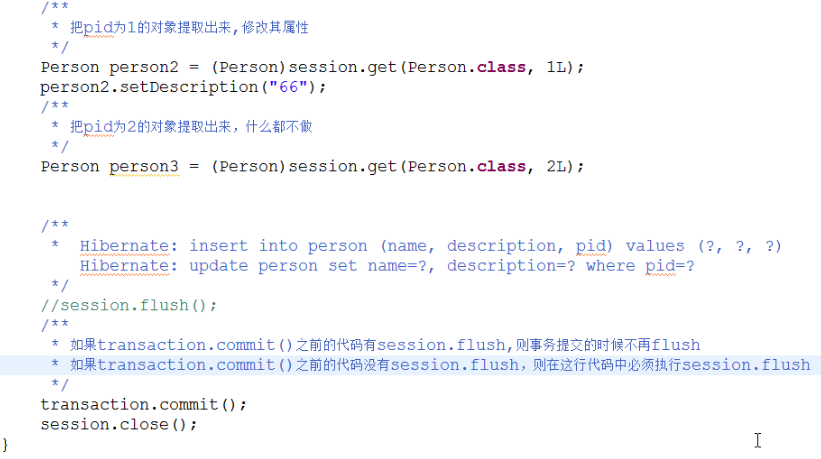 /**
 * 把pid为1的对象提取出来,修改其属性
 */
Person person2 = (Person)session.get(Person.class, 1L);
person2.setDescription("66");
/**
 * 把pid为2的对象提取出来，什么都不做
 */
Person person3 = (Person)session.get(Person.class, 2L);
/**
 *  Hibernate: insert into person (name, description, pid) values (?, ?, ?)
    Hibernate: update person set name=?, description=? where pid=?
 */
//session.flush();
/**
 * 如果transaction.commit()之前的代码有session.flush,则事务提交的时候不再flush
 * 如果transaction.commit()之前的代码没有session.flush，则在这行代码中必须执行session.flush
 */
transaction.commit();
session.close();
}